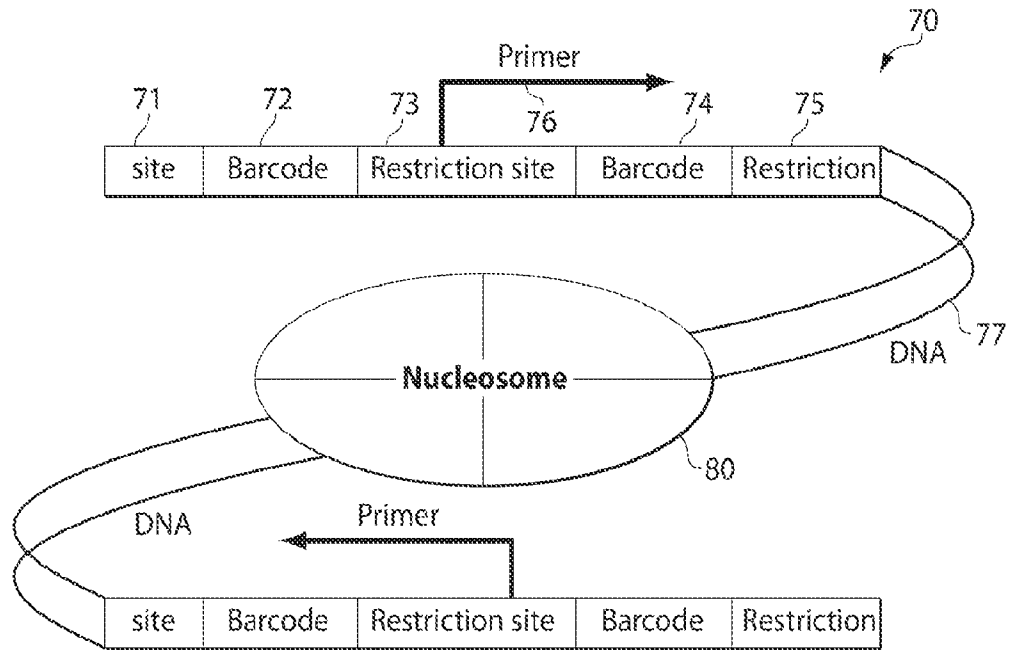 70
Primer
76
71 72 73 74 75
site Barcode Restriction site Barcode Restriction
77
DNA
Nucleosome
80
DNA
Primer
site Barcode Restriction site Barcode Restriction